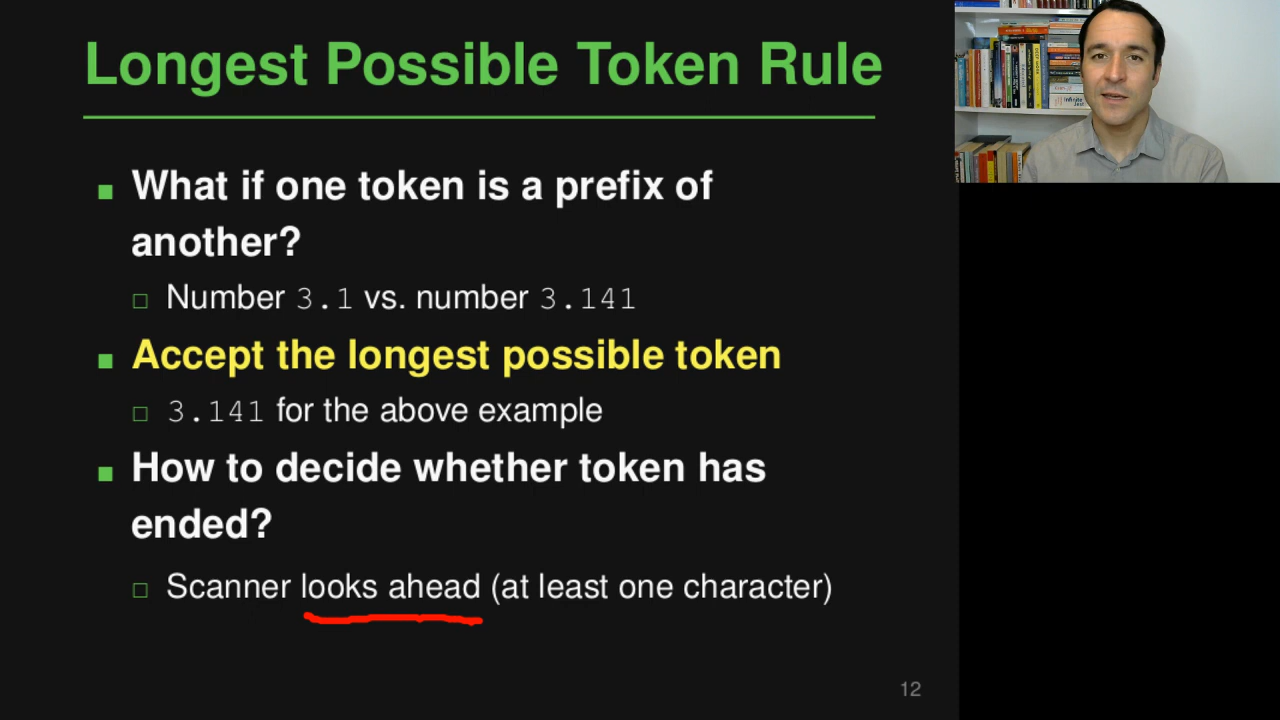 Longest Possible Token Rule
What if one token is a prefix of
another?
Number 3.1 vs. number 3.141
Accept the longest possible token
3.141 for the above example
How to decide whether token has
ended?
Scanner looks ahead (at least one character)
12
Infinite
Jest